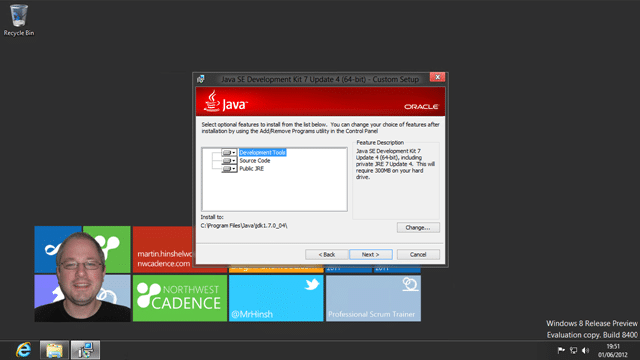 Recycle Bin
Java SE Development Kit 7 Update 4 (64-bit) - Custom Setup
Java™
ORACLE
Select optional features to install from the list below. You can change your choice of features after
installation by using the Add/Remove Programs utility in the Control Panel
Feature Description
Development Tools
Source Code
Public JRE
Java SE Development Kit 7
Update 4 (64-bit), including
private JRE 7 Update 4. This will
require 300MB on your hard
drive.
Install to:
C:\Program Files\Java\jdk1.7.0_04\
Change...
< Back
Next >
Cancel
martin.hinshelwo
nwcadence.com
NORTHWEST
CADENCE
@MrHinsh
Professional Scrum Trainer
Windows 8 Release Preview
Evaluation copy. Build 8400
19:51
01/06/2012